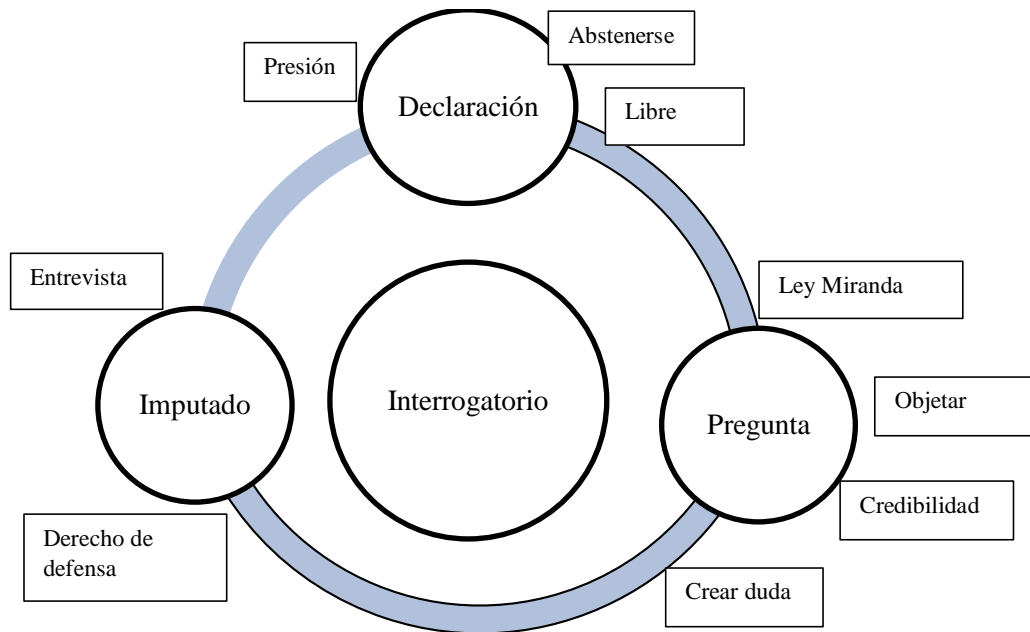 Abstenerse
Presión
Declaración
Libre
Entrevista
Ley Miranda
Imputado
Interrogatorio
Pregunta
Objetar
Credibilidad
Derecho de
defensa
Crear duda